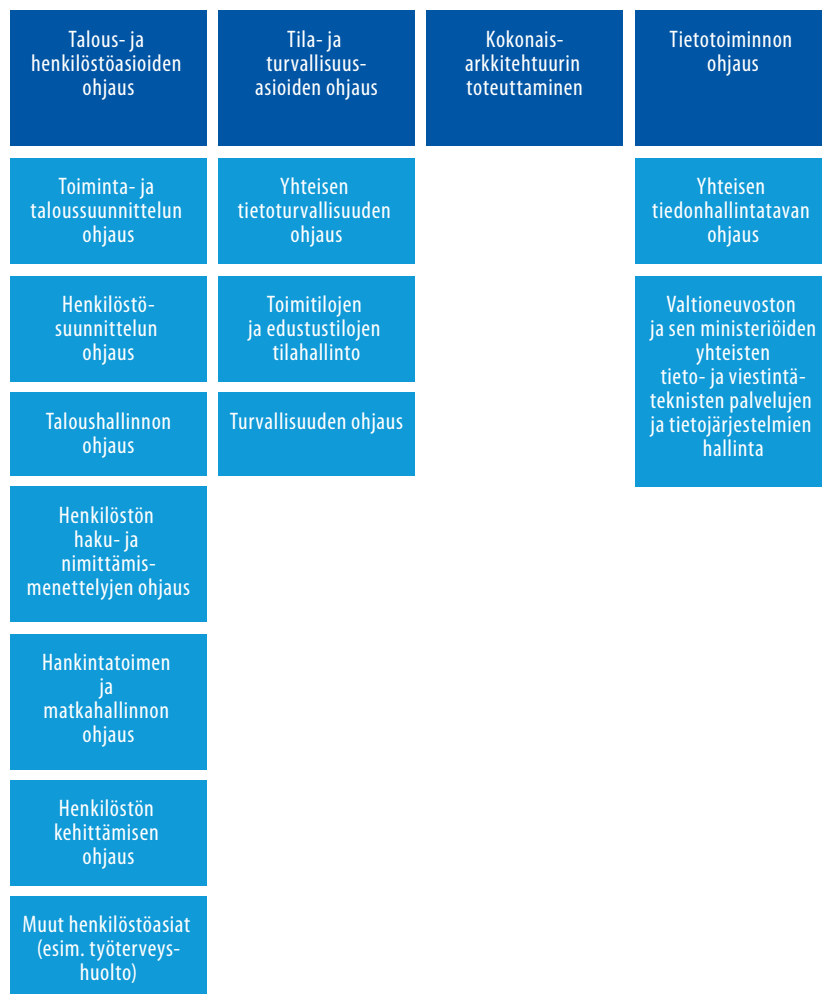 Talous- ja
henkilöstöasioiden
ohjaus
Toiminta- ja
taloussuunnittelun
ohjaus
Henkilöstö-
suunnittelun
ohjaus
Taloushallinnon
ohjaus
Henkilöstön
haku- ja
nimittämis-
menettelyjen ohjaus
Hankintatoimen
ja
matkahallinnon
ohjaus
Henkilöstön
kehittämisen
ohjaus
Muut henkilöstöasiat
(esim. työterveys-
huolto)
Tila- ja
turvallisuus-
asioiden ohjaus
Yhteisen
tietoturvallisuuden
ohjaus
Toimitilojen
ja edustustilojen
tilahallinto
Turvallisuuden ohjaus
Kokonais-
arkkitehtuurin
toteuttaminen
Tietotoiminnon
ohjaus
Yhteisen
tiedonhallintatavan
ohjaus
Valtioneuvoston
ja sen ministeriöiden
yhteisten
tieto- ja viestintä-
teknisten palvelujen
ja tietojärjestelmien
hallinta